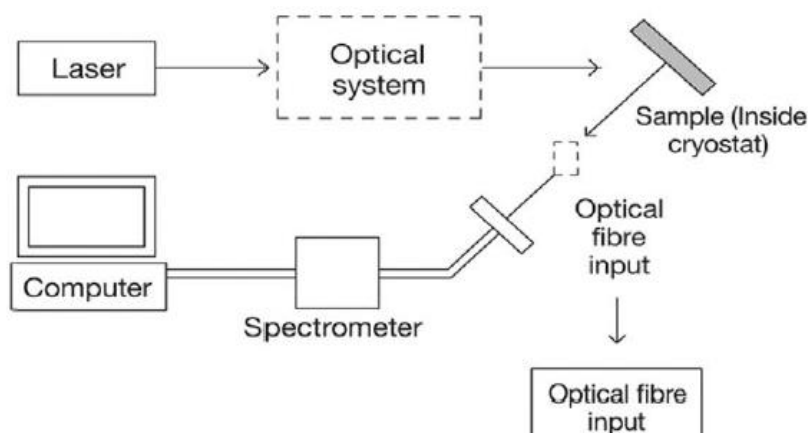 Laser
Optical
system
Sample (Inside
cryostat)
Optical
fibre
input
Computer
Spectrometer
Optical fibre
input